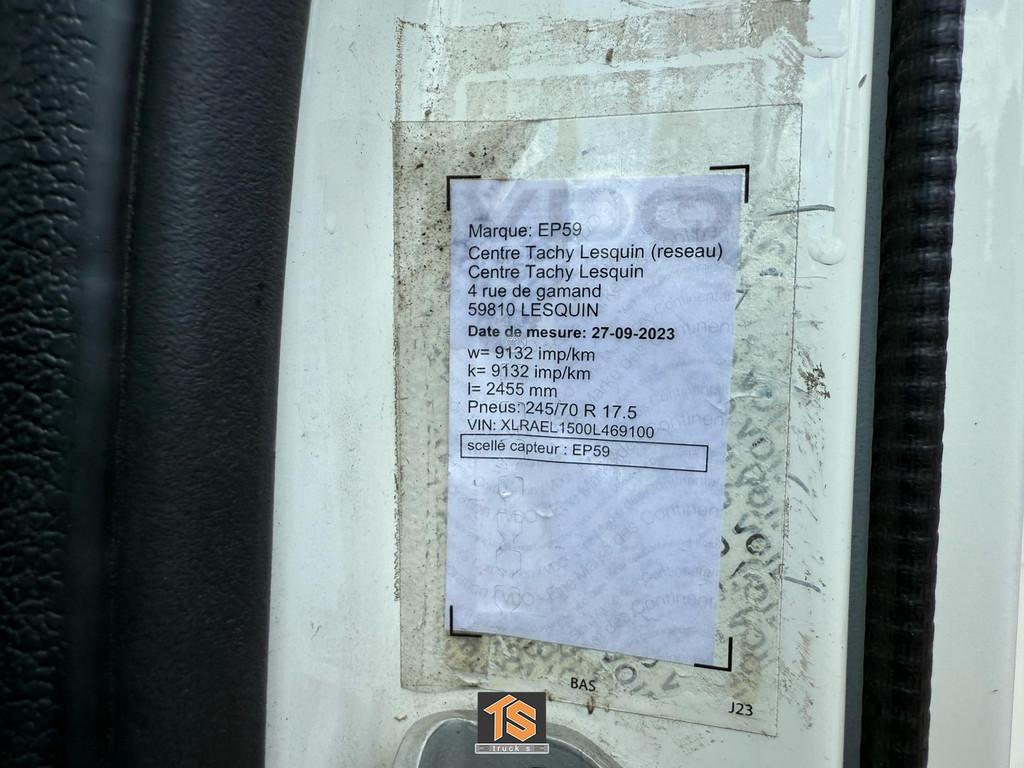 Marque: EP59
Centre Tachy Lesquin (reseau)
Centre Tachy Lesquin
4 rue de gamand
59810 LESQUIN
Date de mesure: 27-09-2023
w= 9132 imp/km
k= 9132 imp/km
l= 2455 mm
Pneus: 245/70 R 17.5
VIN: XLRAEL1500L469100
scellé capteur : EP59
BAS
J23
TS
trucks